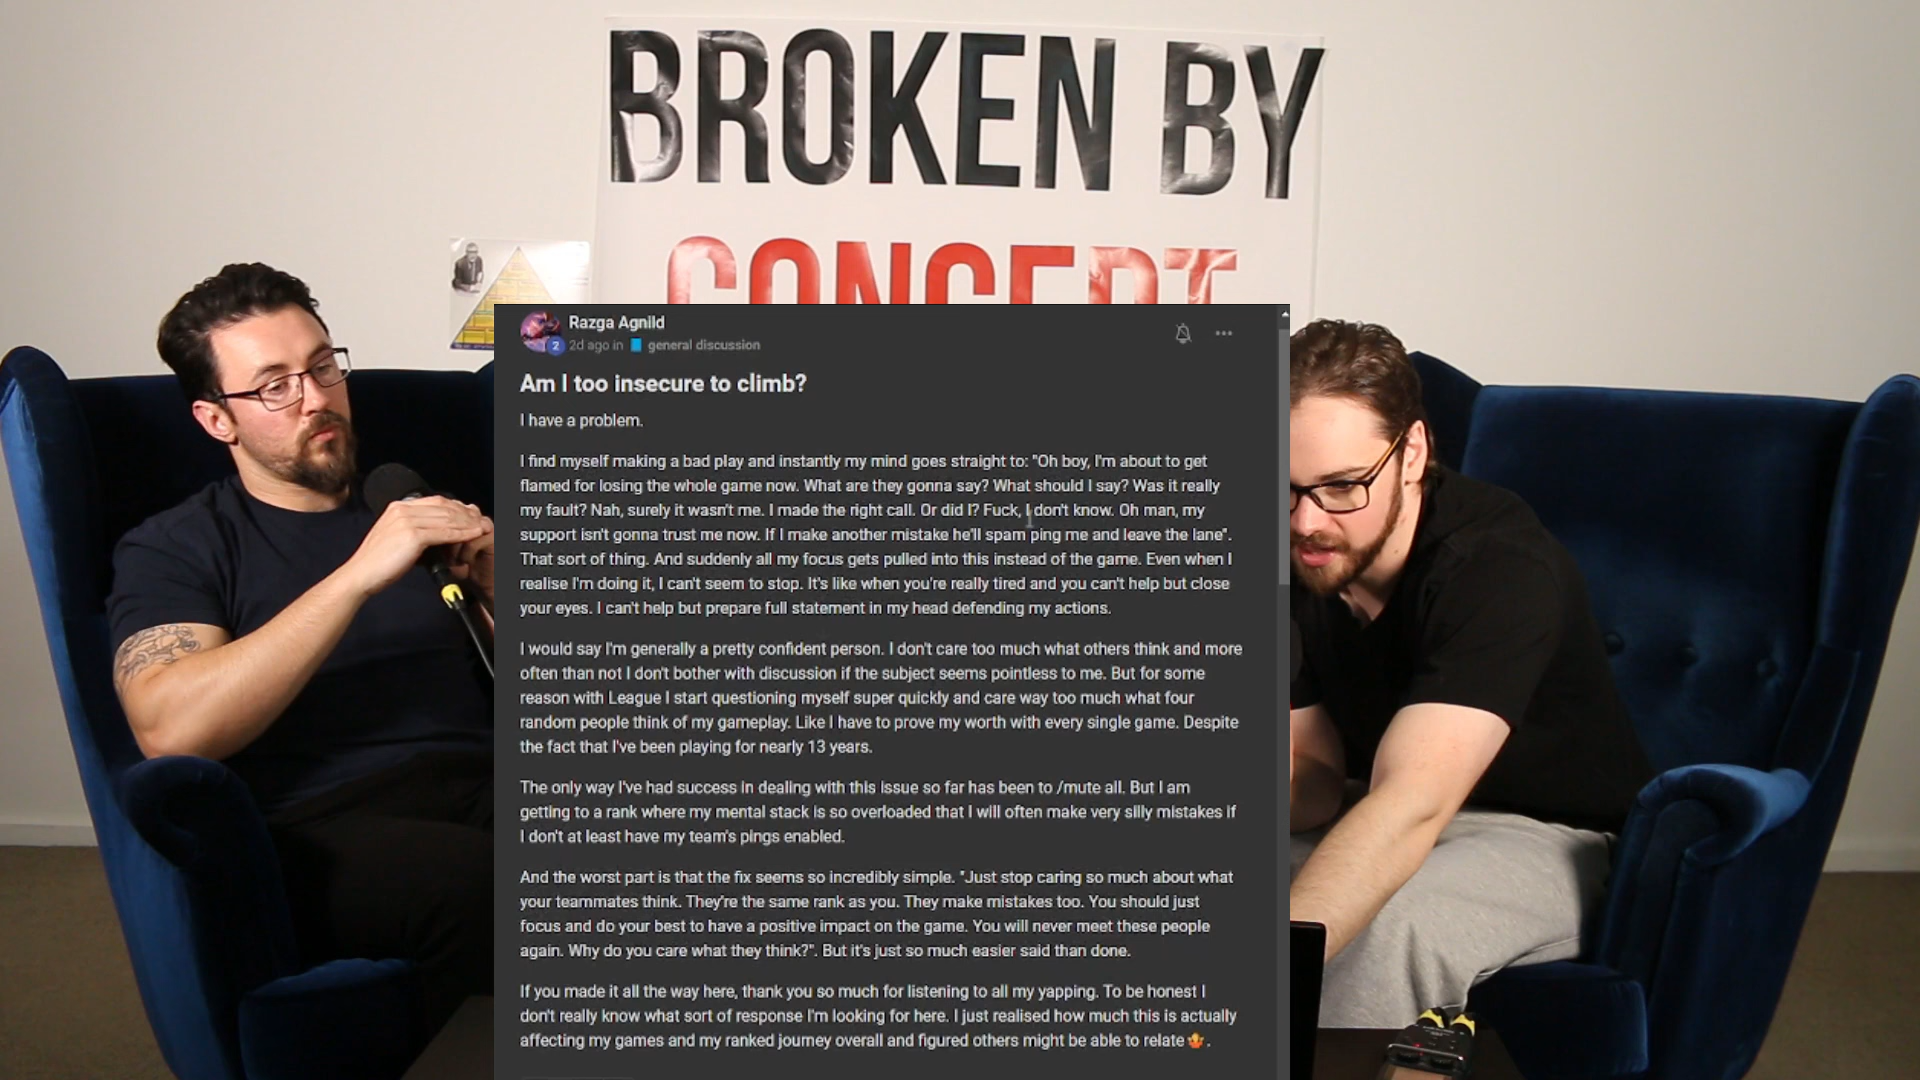 BROKEN BY
CONCEPT
Razga Agnild
2
2d ago in general discussion
Am I too insecure to climb?
I have a problem.
I find myself making a bad play and instantly my mind goes straight to: "Oh boy, I'm about to get
flamed for losing the whole game now. What are they gonna say? What should I say? Was it really
my fault? Nah, surely it wasn't me. I made the right call. Or did I? Fuck, I don't know. Oh man, my
support isn't gonna trust me now. If I make another mistake he'll spam ping me and leave the lane".
That sort of thing. And suddenly all my focus gets pulled into this instead of the game. Even when I
realise I'm doing it, I can't seem to stop. It's like when you're really tired and you can't help but close
your eyes. I can't help but prepare full statement in my head defending my actions.
I would say I'm generally a pretty confident person. I don't care too much what others think and more
often than not I don't bother with discussion if the subject seems pointless to me. But for some
reason with League I start questioning myself super quickly and care way too much what four
random people think of my gameplay. Like I have to prove my worth with every single game. Despite
the fact that I've been playing for nearly 13 years.
The only way I've had success in dealing with this issue so far has been to /mute all. But I am
getting to a rank where my mental stack is so overloaded that I will often make very silly mistakes if
I don't at least have my team's pings enabled.
And the worst part is that the fix seems so incredibly simple. "Just stop caring so much about what
your teammates think. They're the same rank as you. They make mistakes too. You should just
focus and do your best to have a positive impact on the game. You will never meet these people
again. Why do you care what they think?". But it's just so much easier said than done.
If you made it all the way here, thank you so much for listening to all my yapping. To be honest I
don't really know what sort of response I'm looking for here. I just realised how much this is actually
affecting my games and my ranked journey overall and figured others might be able to relate🤷.